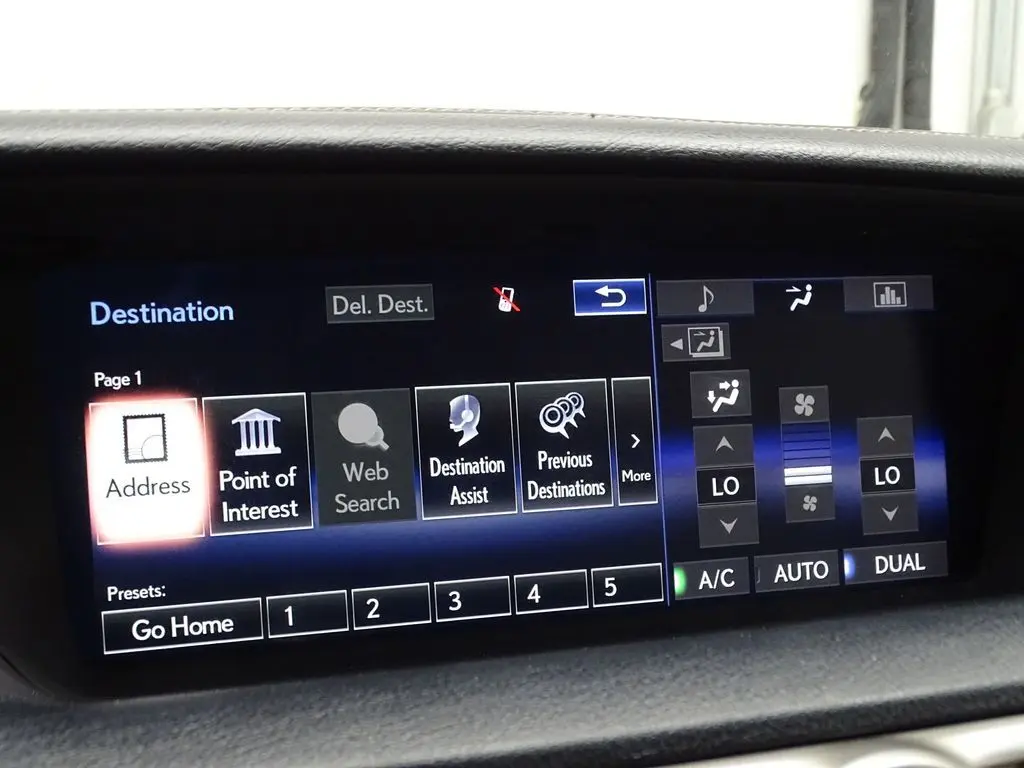 Destination
Del. Dest.
Page 1
Address
Point of
Interest
Web
Search
Destination
Assist
Previous
Destinations
More
LO
LO
A/C
AUTO
DUAL
Presets:
Go Home
1
2
3
4
5